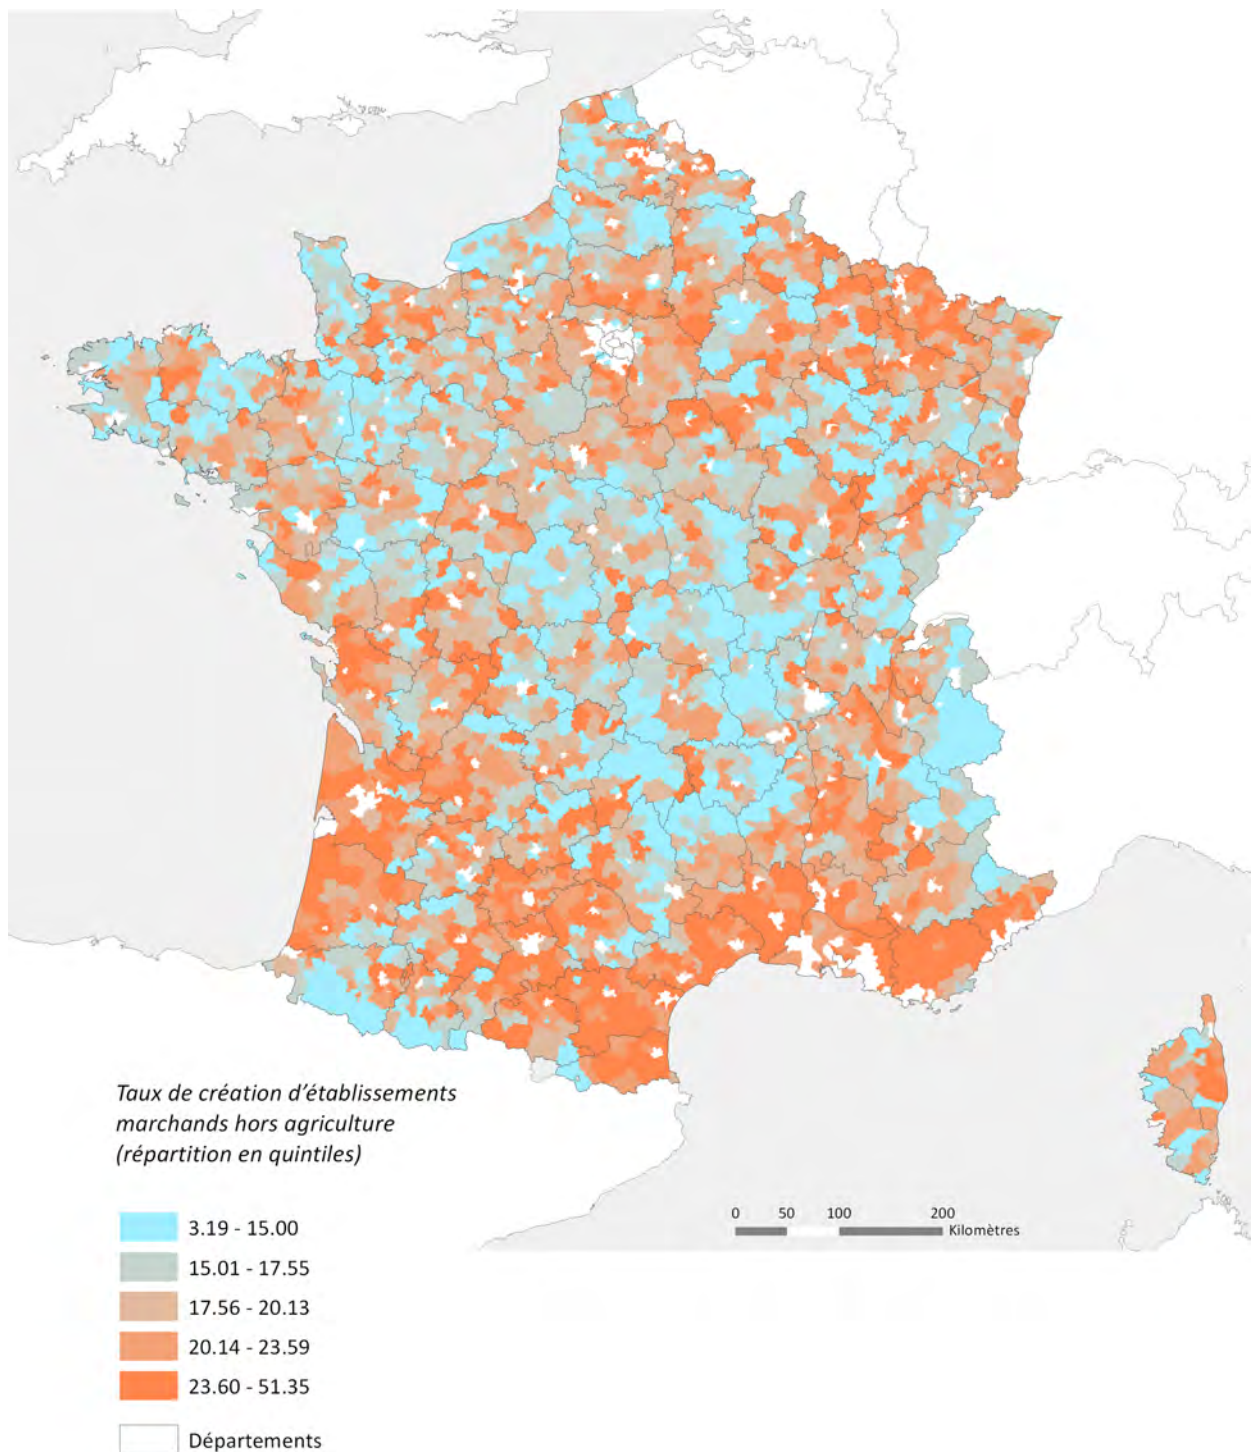 Taux de création d'établissements
marchands hors agriculture
(répartition en quintiles)
3.19 - 15.00
15.01 - 17.55
17.56 - 20.13
20.14 - 23.59
23.60 - 51.35
Départements
0 50 100 200
Kilomètres